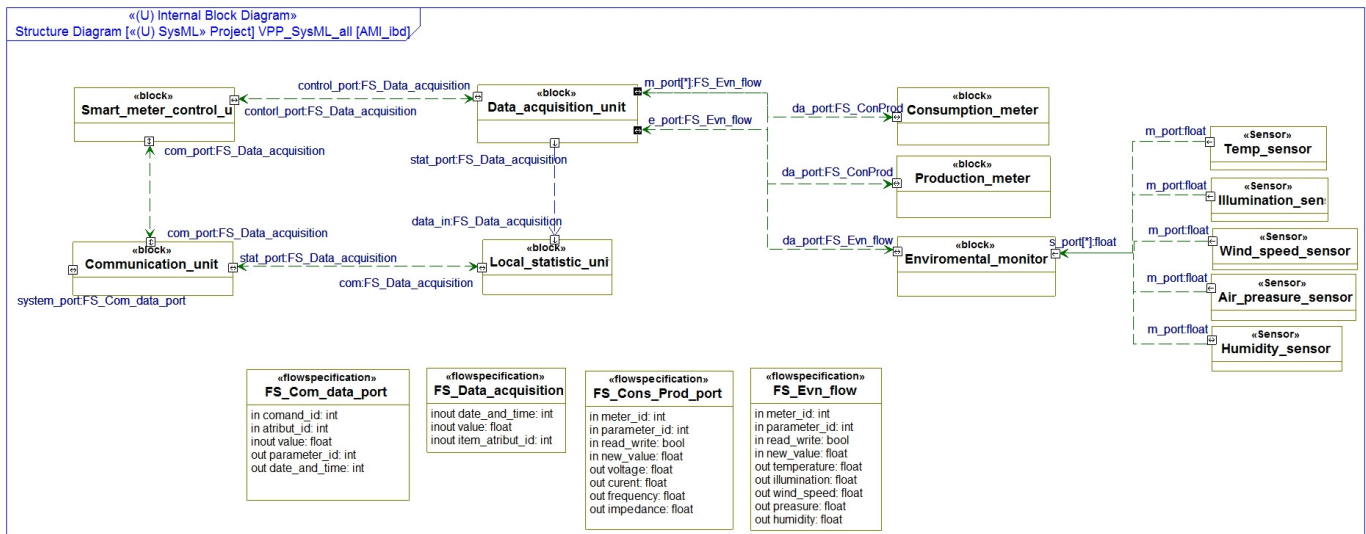 «(U) Internal Block Diagram»
Structure Diagram [«(U) SysML» Project] VPP_SysML_all [AMI_ibd]
«block»
Smart_meter_control_u
control_port:FS_Data_acquisition
contorl_port:FS_Data_acquisition
«block»
Data_acquisition_unit
m_port[*]:FS_Evn_flow
e_port:FS_Evn_flow
da_port:FS_ConProd
«block»
Consumption_meter
com_port:FS_Data_acquisition
stat_port:FS_Data_acquisition
da_port:FS_ConProd
«block»
Production_meter
m_port:float
«Sensor»
Temp_sensor
m_port:float
«Sensor»
Illumination_sen
com_port:FS_Data_acquisition
data_in:FS_Data_acquisition
«block»
Communication_unit
stat_port:FS_Data_acquisition
com:FS_Data_acquisition
system_port:FS_Com_data_port
«block»
Local_statistic_uni
da_port:FS_Evn_flow
«block»
Enviromental_monitor
s_port[*]:float
m_port:float
«Sensor»
Wind_speed_sensor
m_port:float
«Sensor»
Air_preasure_sensor
m_port:float
«Sensor»
Humidity_sensor
«flowspecification»
FS_Com_data_port
in comand_id: int
in atribut_id: int
inout value: float
out parameter_id: int
out date_and_time: int
«flowspecification»
FS_Data_acquisition
inout date_and_time: int
inout value: float
inout item_atribut_id: int
«flowspecification»
FS_Cons_Prod_port
in meter_id: int
in parameter_id: int
in read_write: bool
in new_value: float
out voltage: float
out curent: float
out frequency: float
out impedance: float
«flowspecification»
FS_Evn_flow
in meter_id: int
in parameter_id: int
in read_write: bool
in new_value: float
out temperature: float
out illumination: float
out wind_speed: float
out preasure: float
out humidity: float